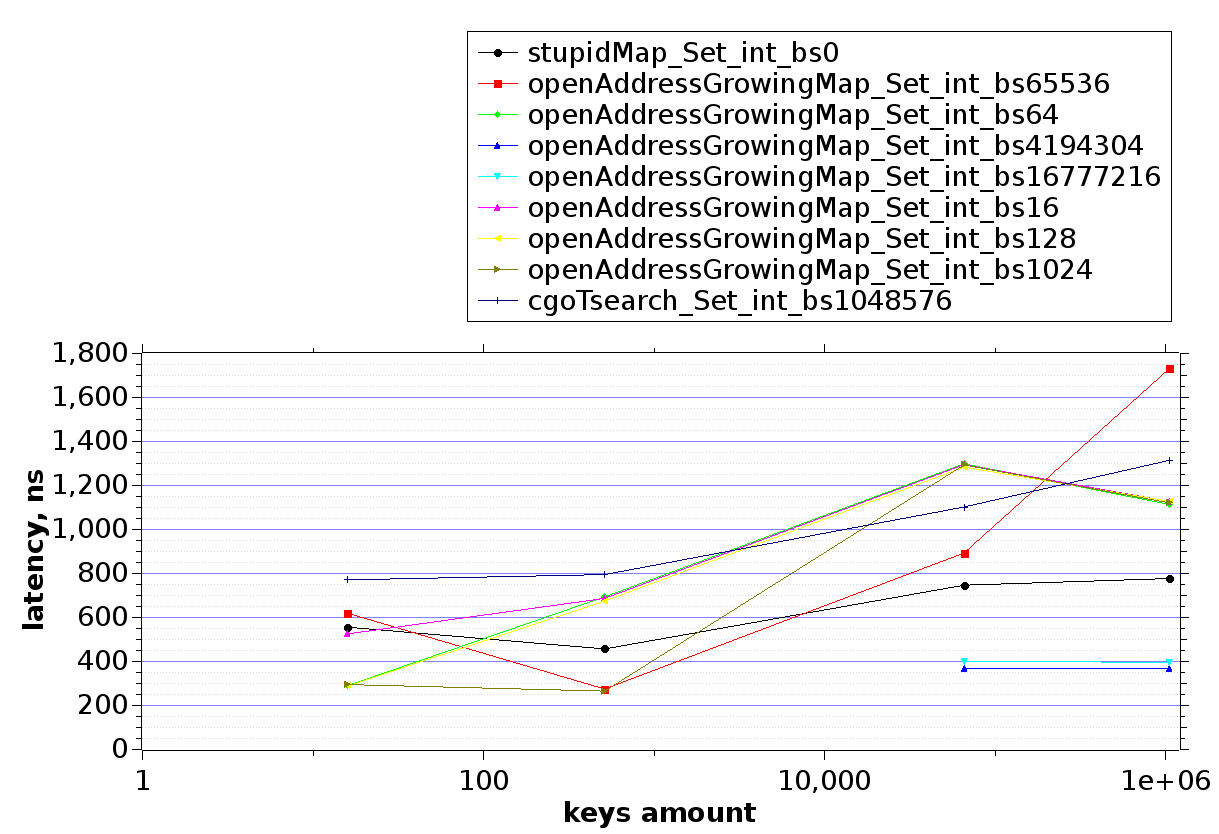 stupidMap_Set_int_bs0
openAddressGrowingMap_Set_int_bs65536
openAddressGrowingMap_Set_int_bs64
openAddressGrowingMap_Set_int_bs4194304
openAddressGrowingMap_Set_int_bs16777216
openAddressGrowingMap_Set_int_bs16
openAddressGrowingMap_Set_int_bs128
openAddressGrowingMap_Set_int_bs1024
cgoTsearch_Set_int_bs1048576
1,800
1,600
1,400
1,200
1,000
800
600
400
200
0
latency, ns
1 100 10,000 1e+06
keys amount